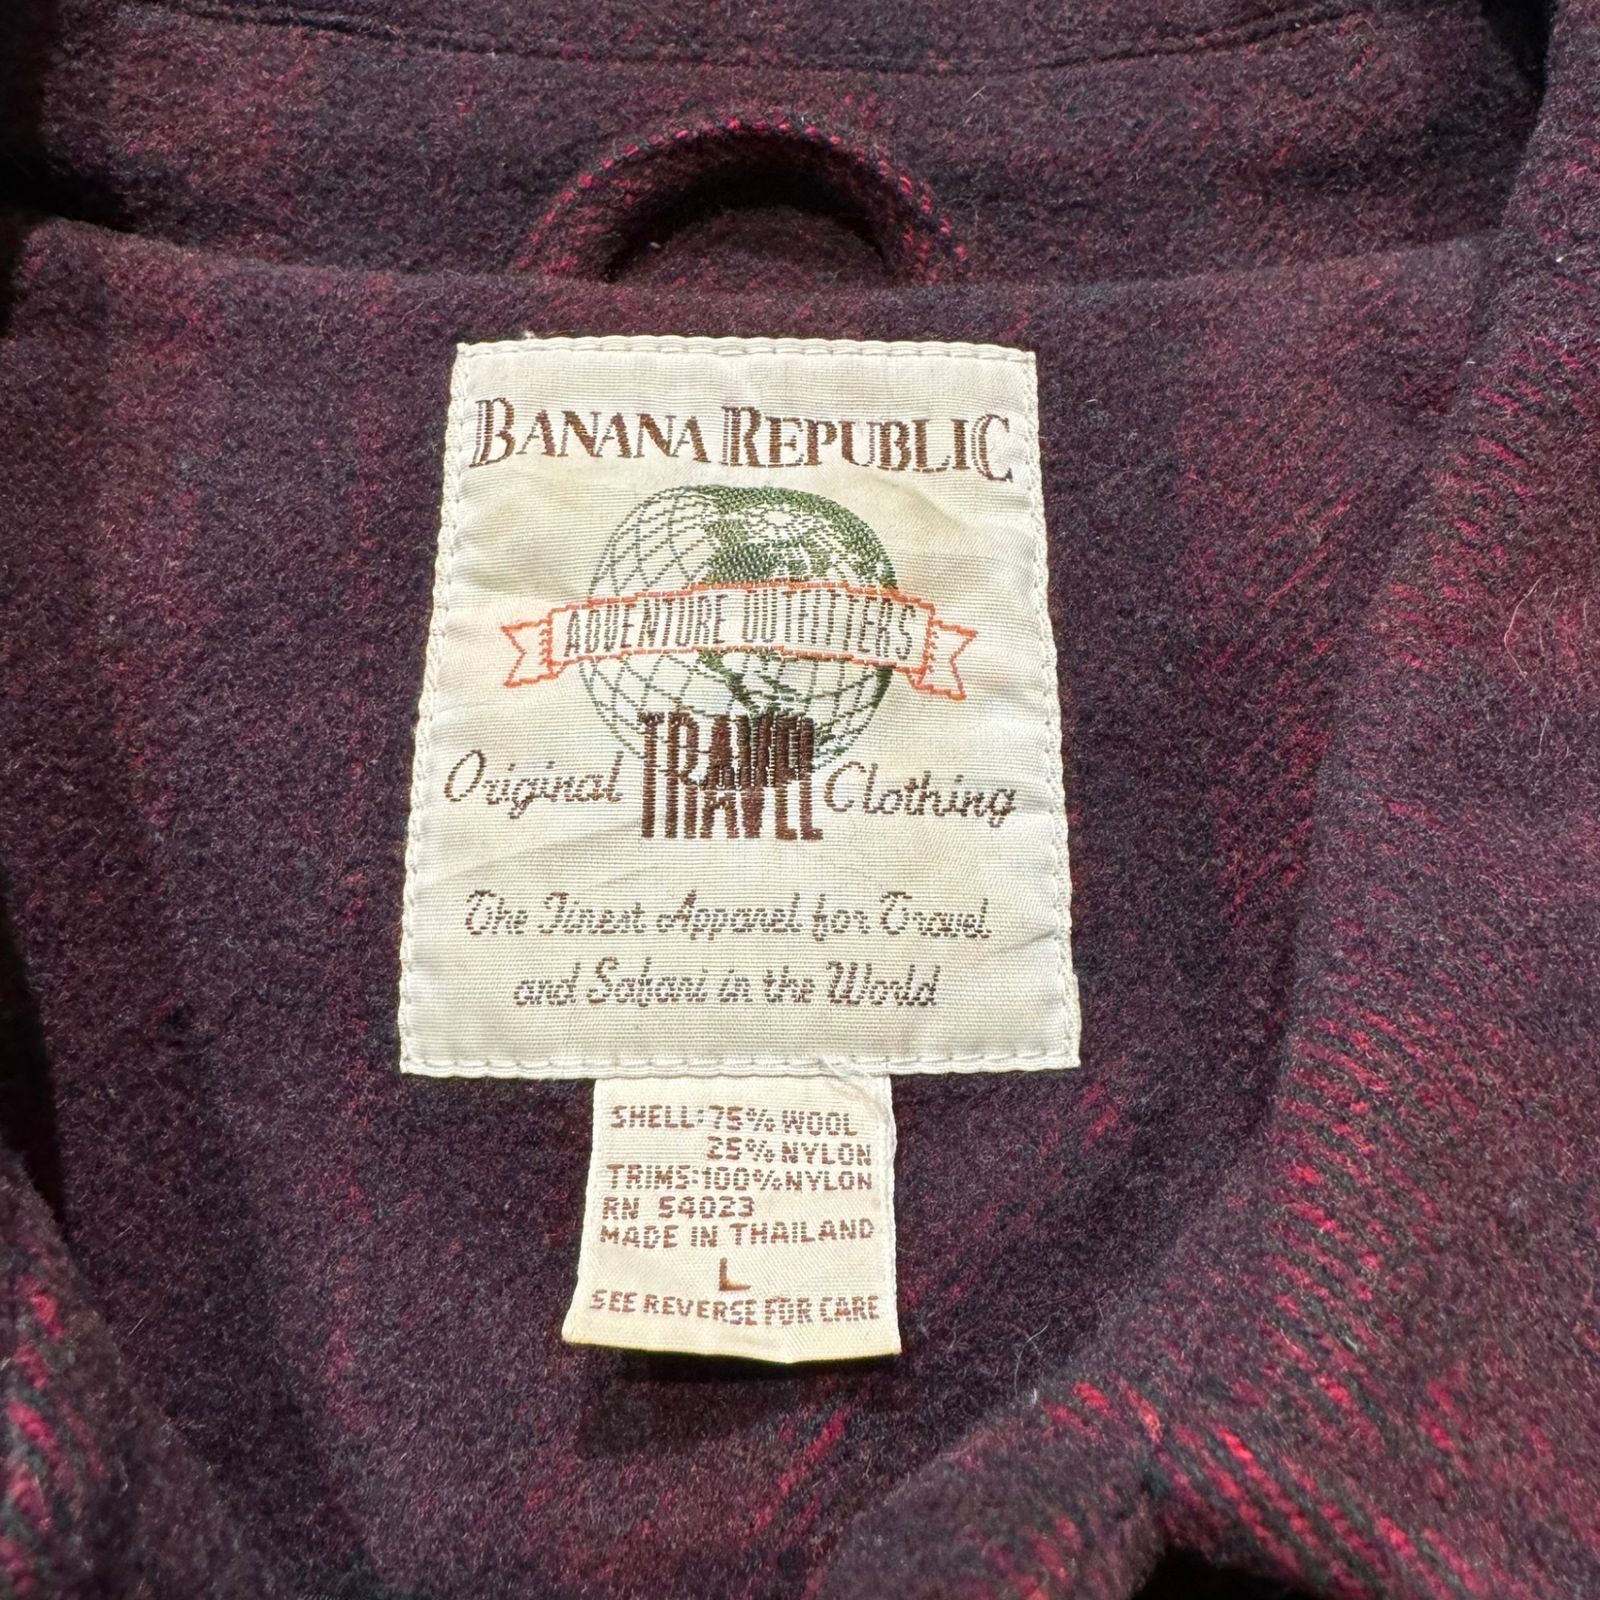 BANANA REPUBLIC
ADVENTURE OUTFITTERS
Original TRAVEL Clothing
The Finest Apparel for Travel
and Safari in the World
SHELL: 75% WOOL
25% NYLON
TRIMS: 100% NYLON
RN 54023
MADE IN THAILAND
L
SEE REVERSE FOR CARE